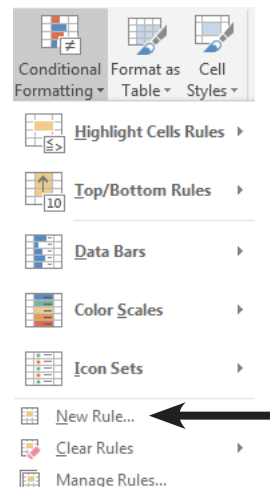 Conditional Format as Cell
Formatting Table Styles
Highlight Cells Rules
≤>
Top/Bottom Rules
10
Data Bars
Color Scales
Icon Sets
New Rule...
Clear Rules
Manage Rules...